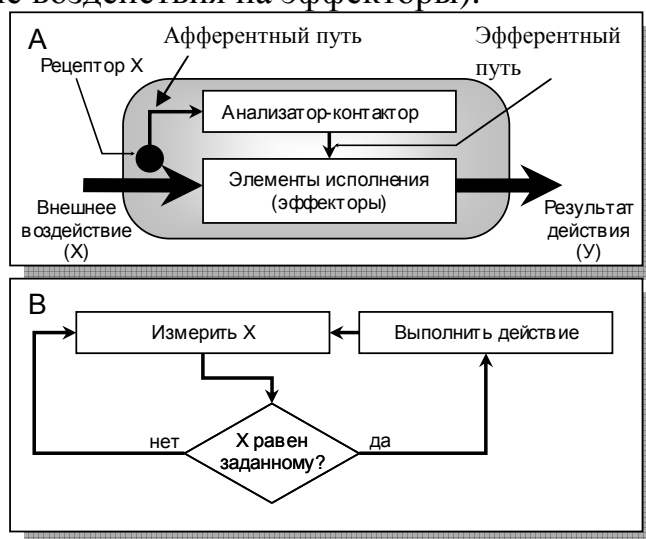 ие воздействия на эффекторы).
А
Афферентный путь
Эфферентный
путь
Рецептор Х
Анализатор-контактор
Элементы исполнения
(эффекторы)
Внешнее
воздействие
(Х)
Результат
действия
(У)
В
Измерить Х
Выполнить действие
нет
Х равен
заданному?
да